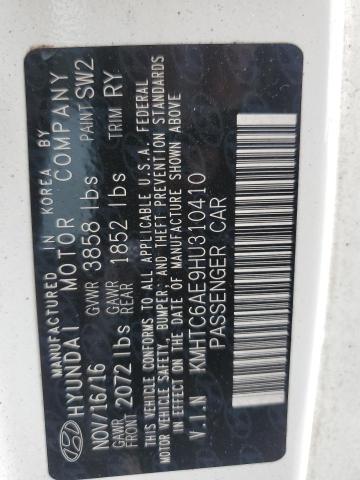 MANUFACTURED IN KOREA BY
HYUNDAI MOTOR COMPANY
NOV/16/16 GVWR 3858 lbs PAINT SW2
GAWR FRONT 2072 lbs GAWR REAR 1852 lbs TRIM RY
THIS VEHICLE CONFORMS TO ALL APPLICABLE U.S.A. FEDERAL
VEHICLE SAFETY, BUMPER, AND THEFT PREVENTION STANDARDS
IN EFFECT ON THE DATE OF MANUFACTURE SHOWN ABOVE
V.I.N KMHTC6AE9HU310410
PASSENGER CAR